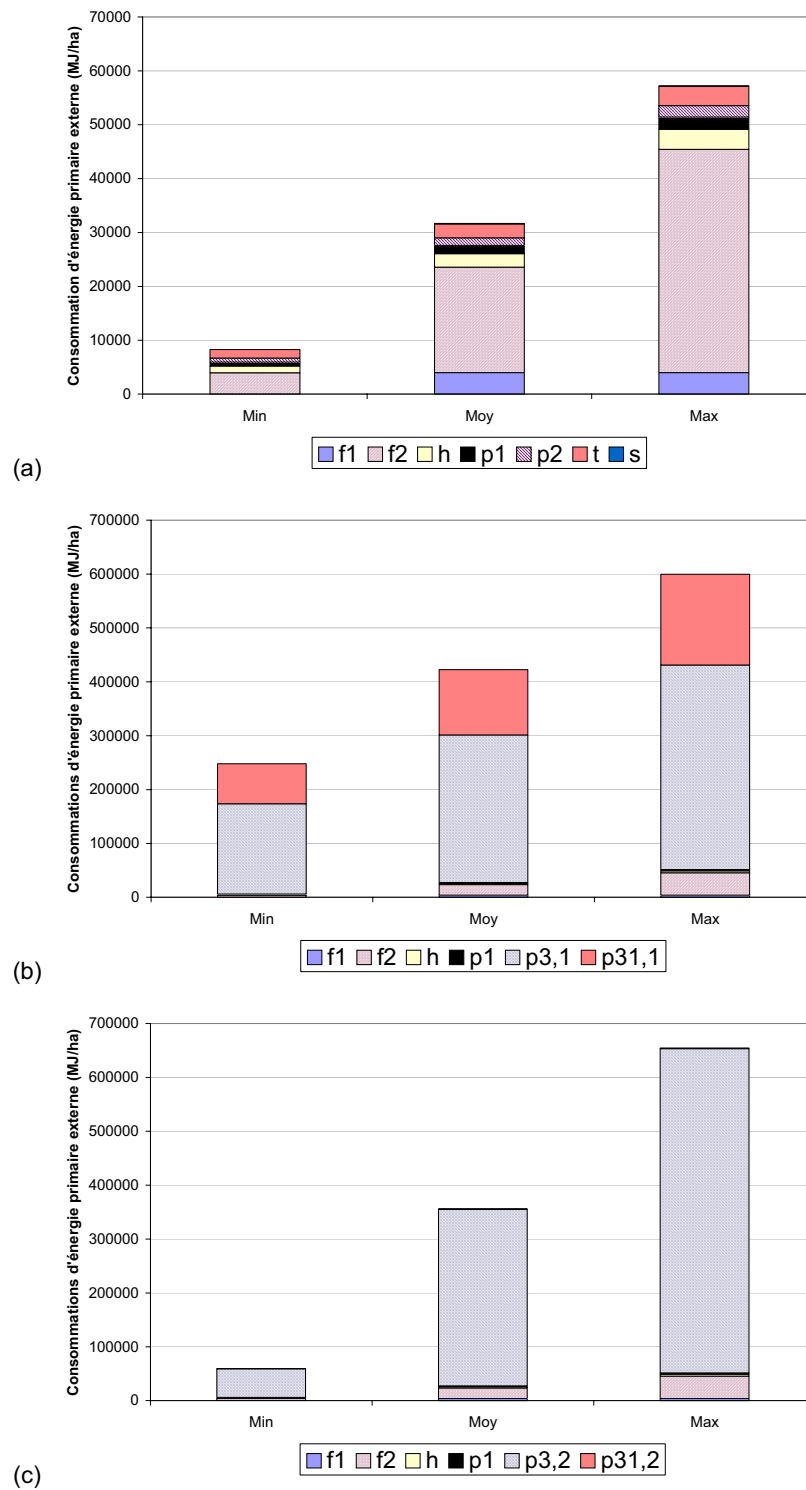 Consommation d'énergie primaire externe (MJ/ha)
70000
60000
50000
40000
30000
20000
10000
0
Min Moy Max
f1 f2 h p1 p2 t s
(a)
Consommations d'énergie primaire externe (MJ/ha)
700000
600000
500000
400000
300000
200000
100000
0
Min Moy Max
f1 f2 h p1 p3,1 p31,1
(b)
Consommations d'énergie primaire externe (MJ/ha)
700000
600000
500000
400000
300000
200000
100000
0
Min Moy Max
f1 f2 h p1 p3,2 p31,2
(c)